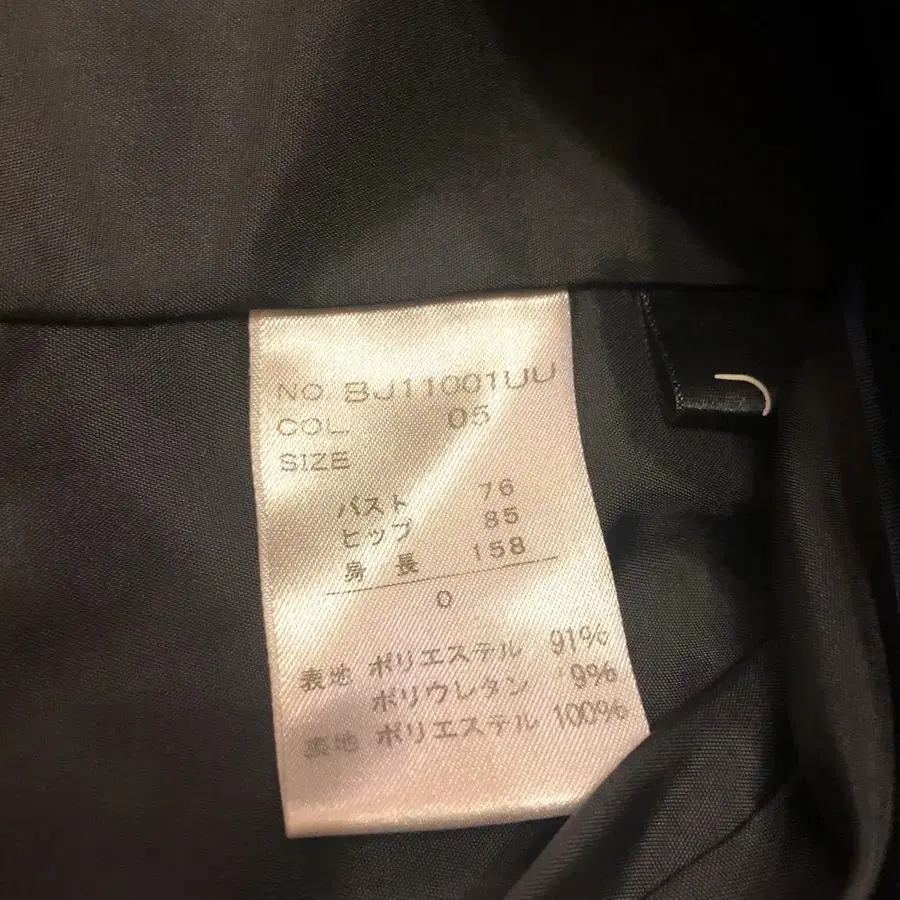 NO. BJ11001UU
COL. 05
SIZE
バスト 76
ヒップ 85
身長 158
0
表地 ポリエステル 91%
ポリウレタン 9%
裏地 ポリエステル 100%